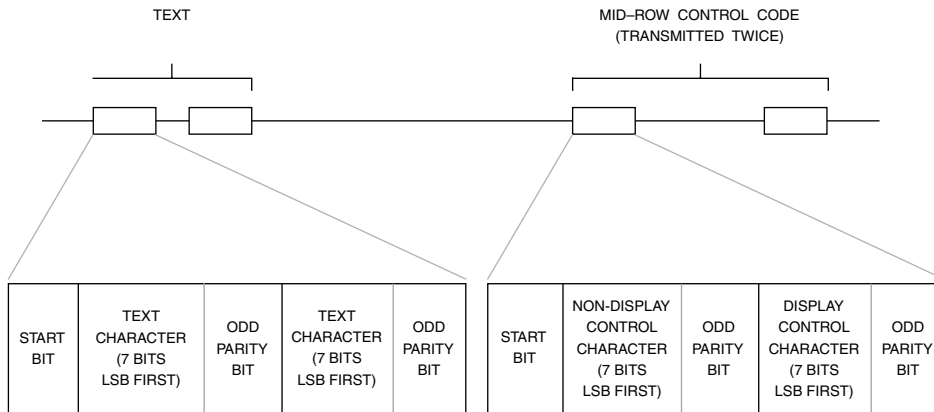 TEXT
MID–ROW CONTROL CODE
(TRANSMITTED TWICE)
START
BIT
TEXT
CHARACTER
(7 BITS
LSB FIRST)
ODD
PARITY
BIT
TEXT
CHARACTER
(7 BITS
LSB FIRST)
ODD
PARITY
BIT
START
BIT
NON-DISPLAY
CONTROL
CHARACTER
(7 BITS
LSB FIRST)
ODD
PARITY
BIT
DISPLAY
CONTROL
CHARACTER
(7 BITS
LSB FIRST)
ODD
PARITY
BIT